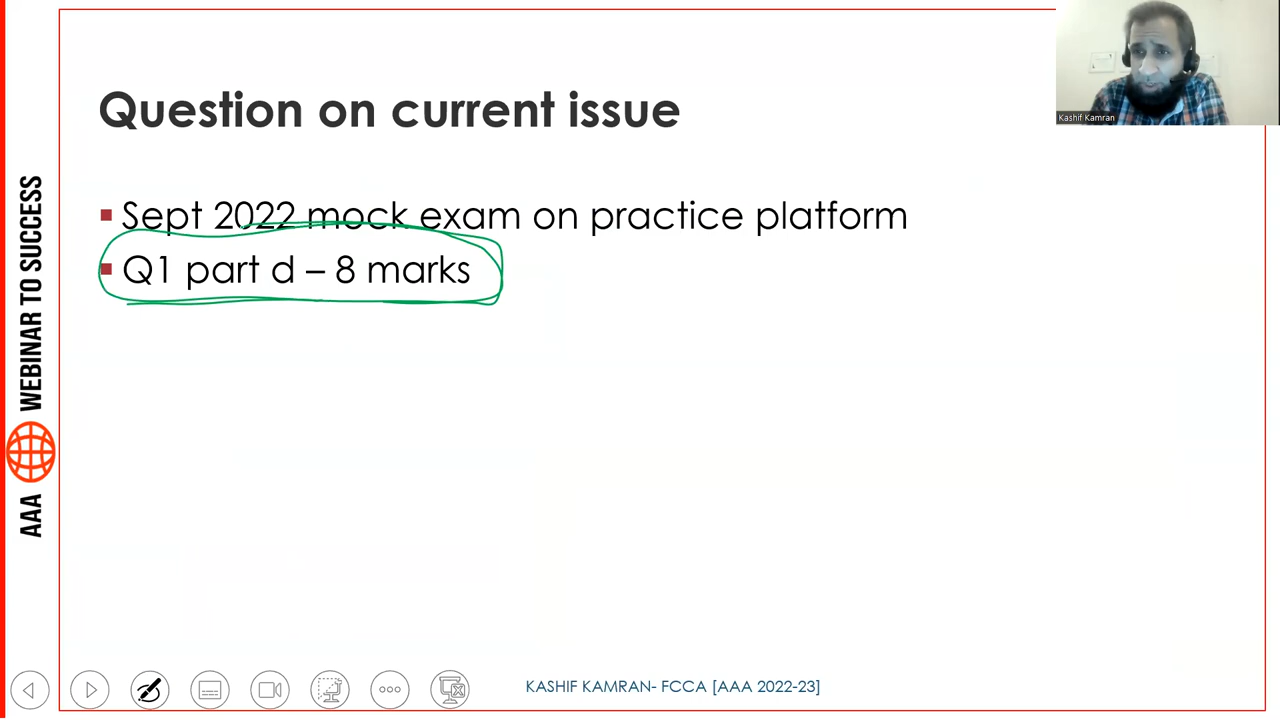 Question on current issue
Kashif Kamran
Sept 2022 mock exam on practice platform
Q1 part d – 8 marks
AAA WEBINAR TO SUCCESS
KASHIF KAMRAN- FCCA [AAA 2022-23]